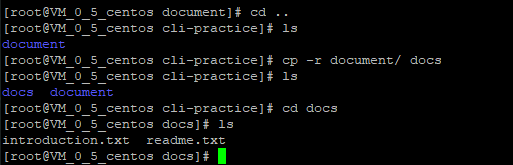 [root@VM_0_5_centos document]# cd ..
[root@VM_0_5_centos cli-practice]# ls
document
[root@VM_0_5_centos cli-practice]# cp -r document/ docs
[root@VM_0_5_centos cli-practice]# ls
docs  document
[root@VM_0_5_centos cli-practice]# cd docs
[root@VM_0_5_centos docs]# ls
introduction.txt  readme.txt
[root@VM_0_5_centos docs]#